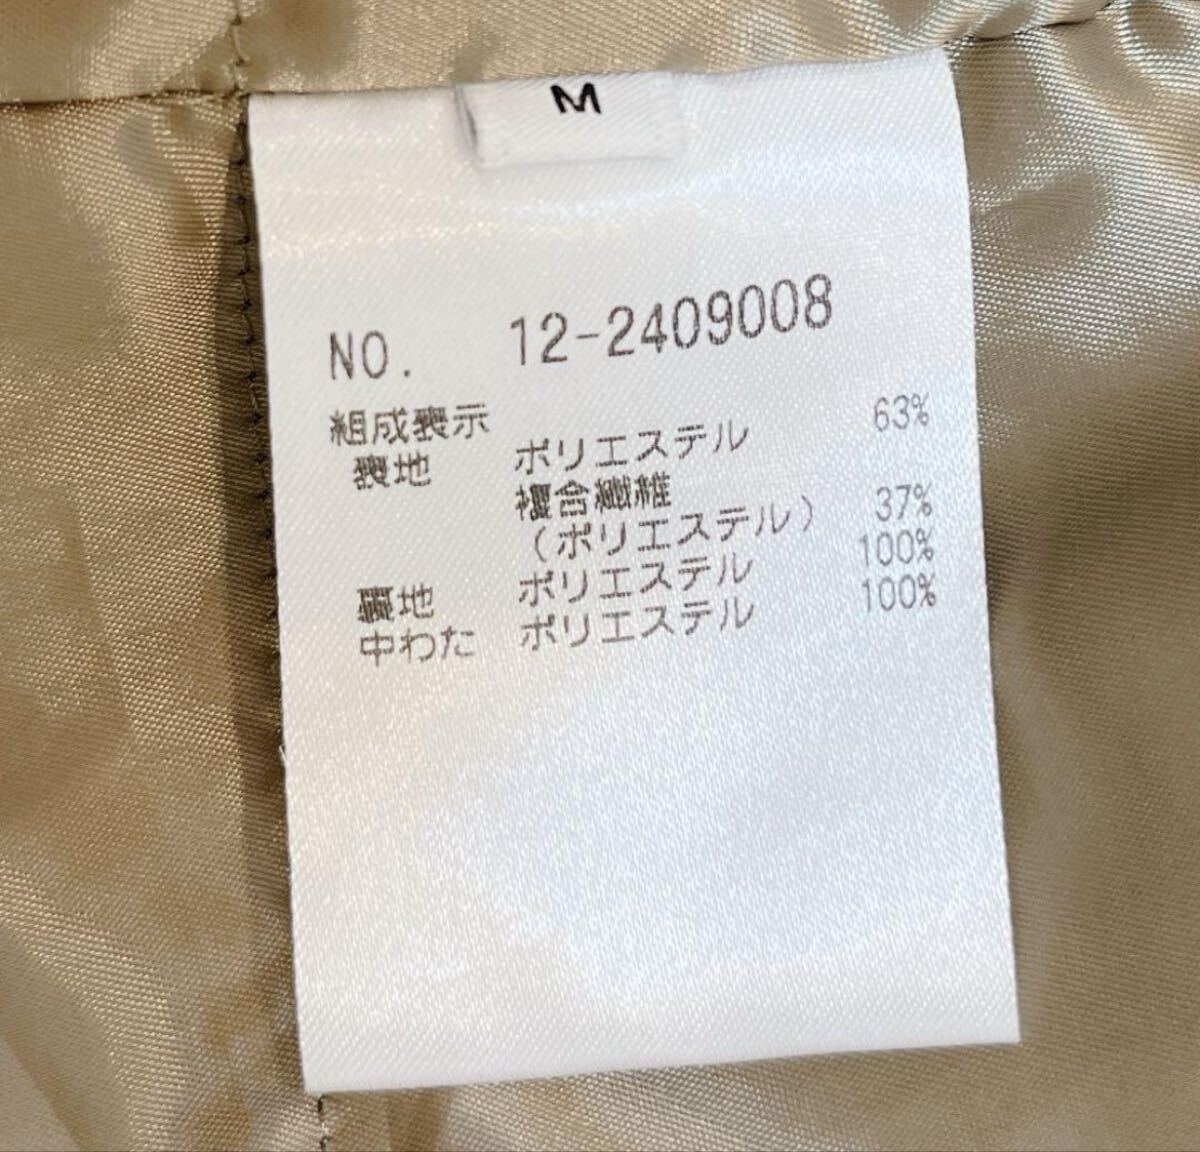 M
NO. 12-2409008
組成表示
表地 ポリエステル 63%
複合繊維
(ポリエステル) 37%
裏地 ポリエステル 100%
中わた ポリエステル 100%